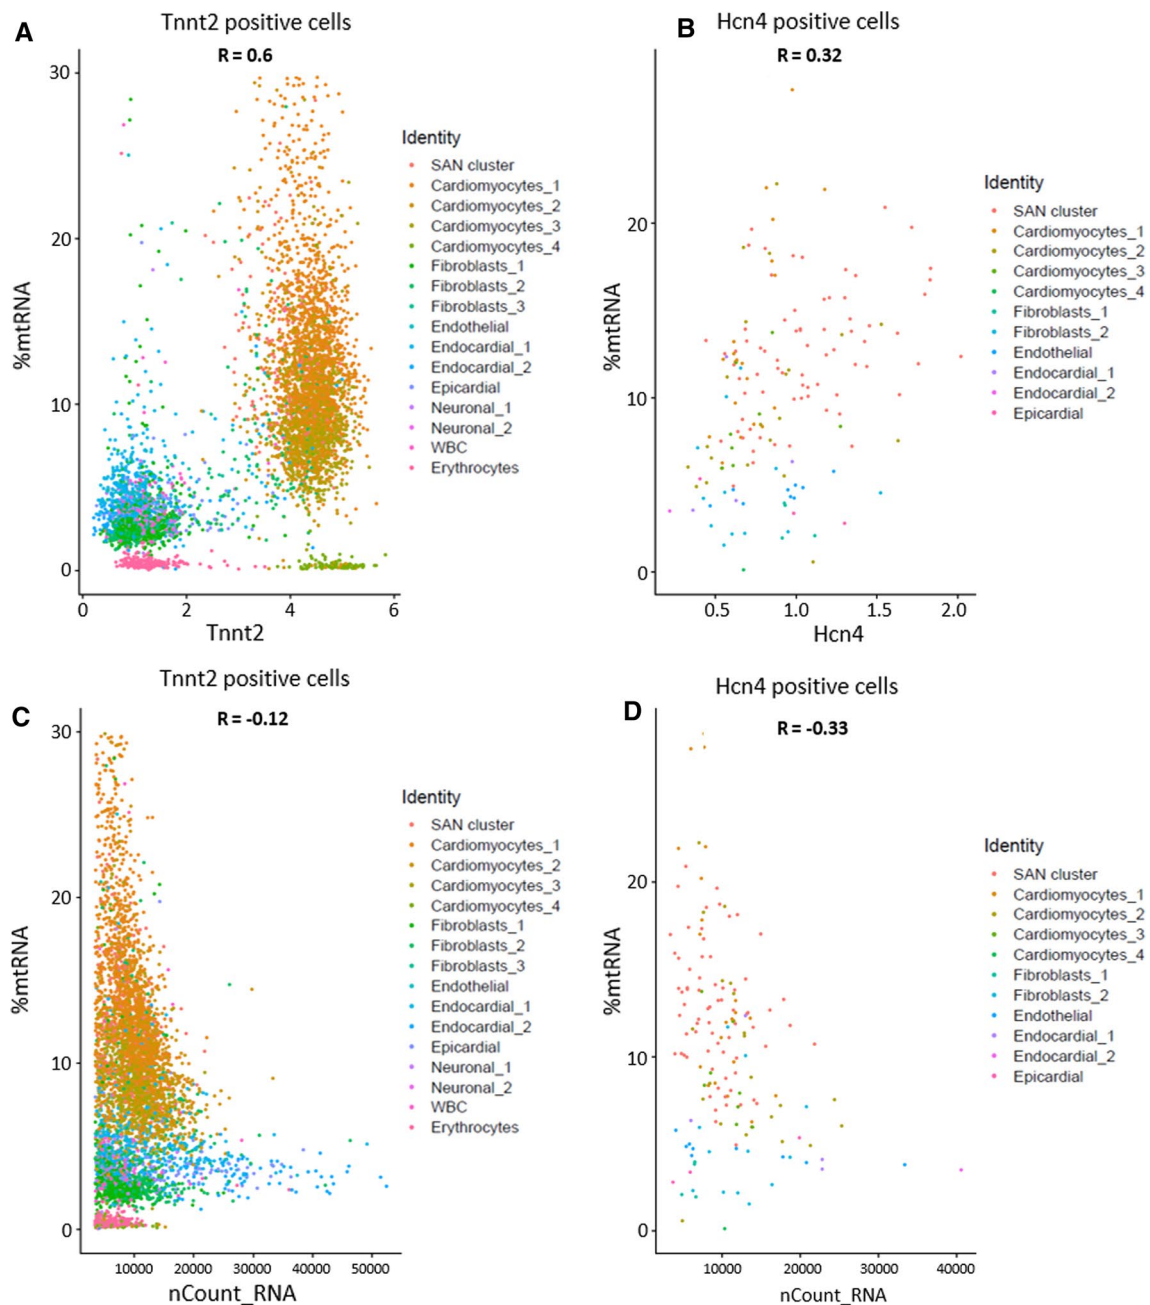 A
Tnnt2 positive cells
R = 0.6
30
20
10
0
%mtRNA
0 2 4 6
Tnnt2
Identity
SAN cluster
Cardiomyocytes_1
Cardiomyocytes_2
Cardiomyocytes_3
Cardiomyocytes_4
Fibroblasts_1
Fibroblasts_2
Fibroblasts_3
Endothelial
Endocardial_1
Endocardial_2
Epicardial
Neuronal_1
Neuronal_2
WBC
Erythrocytes
B
Hcn4 positive cells
R = 0.32
20
10
0
%mtRNA
0.5 1.0 1.5 2.0
Hcn4
Identity
SAN cluster
Cardiomyocytes_1
Cardiomyocytes_2
Cardiomyocytes_3
Cardiomyocytes_4
Fibroblasts_1
Fibroblasts_2
Endothelial
Endocardial_1
Endocardial_2
Epicardial
C
Tnnt2 positive cells
R = -0.12
30
20
10
0
%mtRNA
10000 20000 30000 40000 50000
nCount_RNA
Identity
SAN cluster
Cardiomyocytes_1
Cardiomyocytes_2
Cardiomyocytes_3
Cardiomyocytes_4
Fibroblasts_1
Fibroblasts_2
Fibroblasts_3
Endothelial
Endocardial_1
Endocardial_2
Epicardial
Neuronal_1
Neuronal_2
WBC
Erythrocytes
D
Hcn4 positive cells
R = -0.33
20
10
0
%mtRNA
10000 20000 30000 40000
nCount_RNA
Identity
SAN cluster
Cardiomyocytes_1
Cardiomyocytes_2
Cardiomyocytes_3
Cardiomyocytes_4
Fibroblasts_1
Fibroblasts_2
Endothelial
Endocardial_1
Endocardial_2
Epicardial